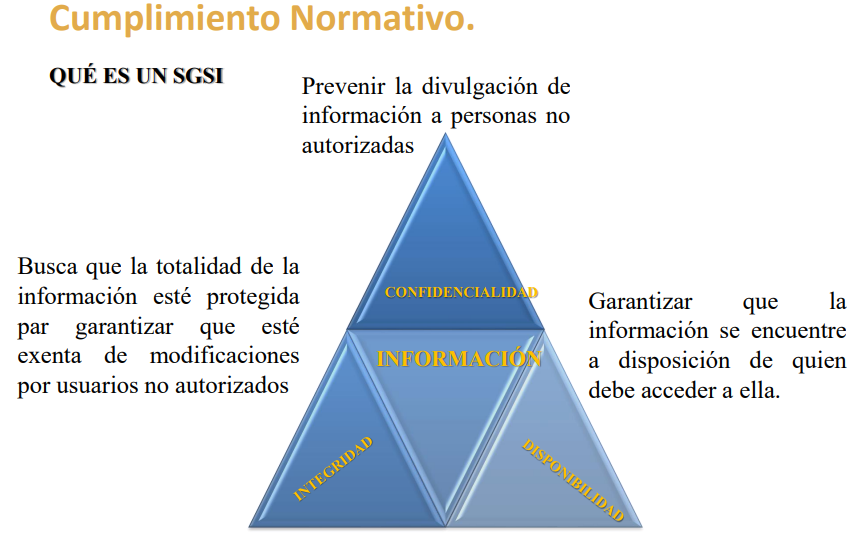 Cumplimiento Normativo.
QUÉ ES UN SGSI
Prevenir la divulgación de
información a personas no
autorizadas
Busca que la totalidad de la
información esté protegida
par garantizar que esté
exenta de modificaciones
por usuarios no autorizados
CONFIDENCIALIDAD
Garantizar que la
información se encuentre
a disposición de quien
debe acceder a ella.
INFORMACIÓN
INTEGRIDAD
DISPONIBILIDAD